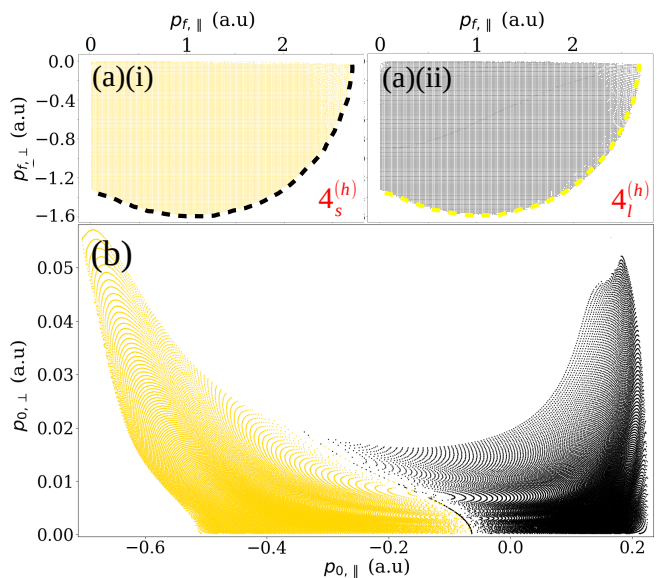 p_{f,∥} (a.u) p_{f,∥} (a.u)
0 1 2 0 1 2
0.0
−0.4
−0.8
−1.2
−1.6
p_{f,⊥} (a.u)
(a)(i) (a)(ii)
4_s^{(h)} 4_l^{(h)}
(b)
0.05
0.04
0.03
0.02
0.01
0.00
p_{0,⊥} (a.u)
−0.6 −0.4 −0.2 0.0 0.2
p_{0,∥} (a.u)